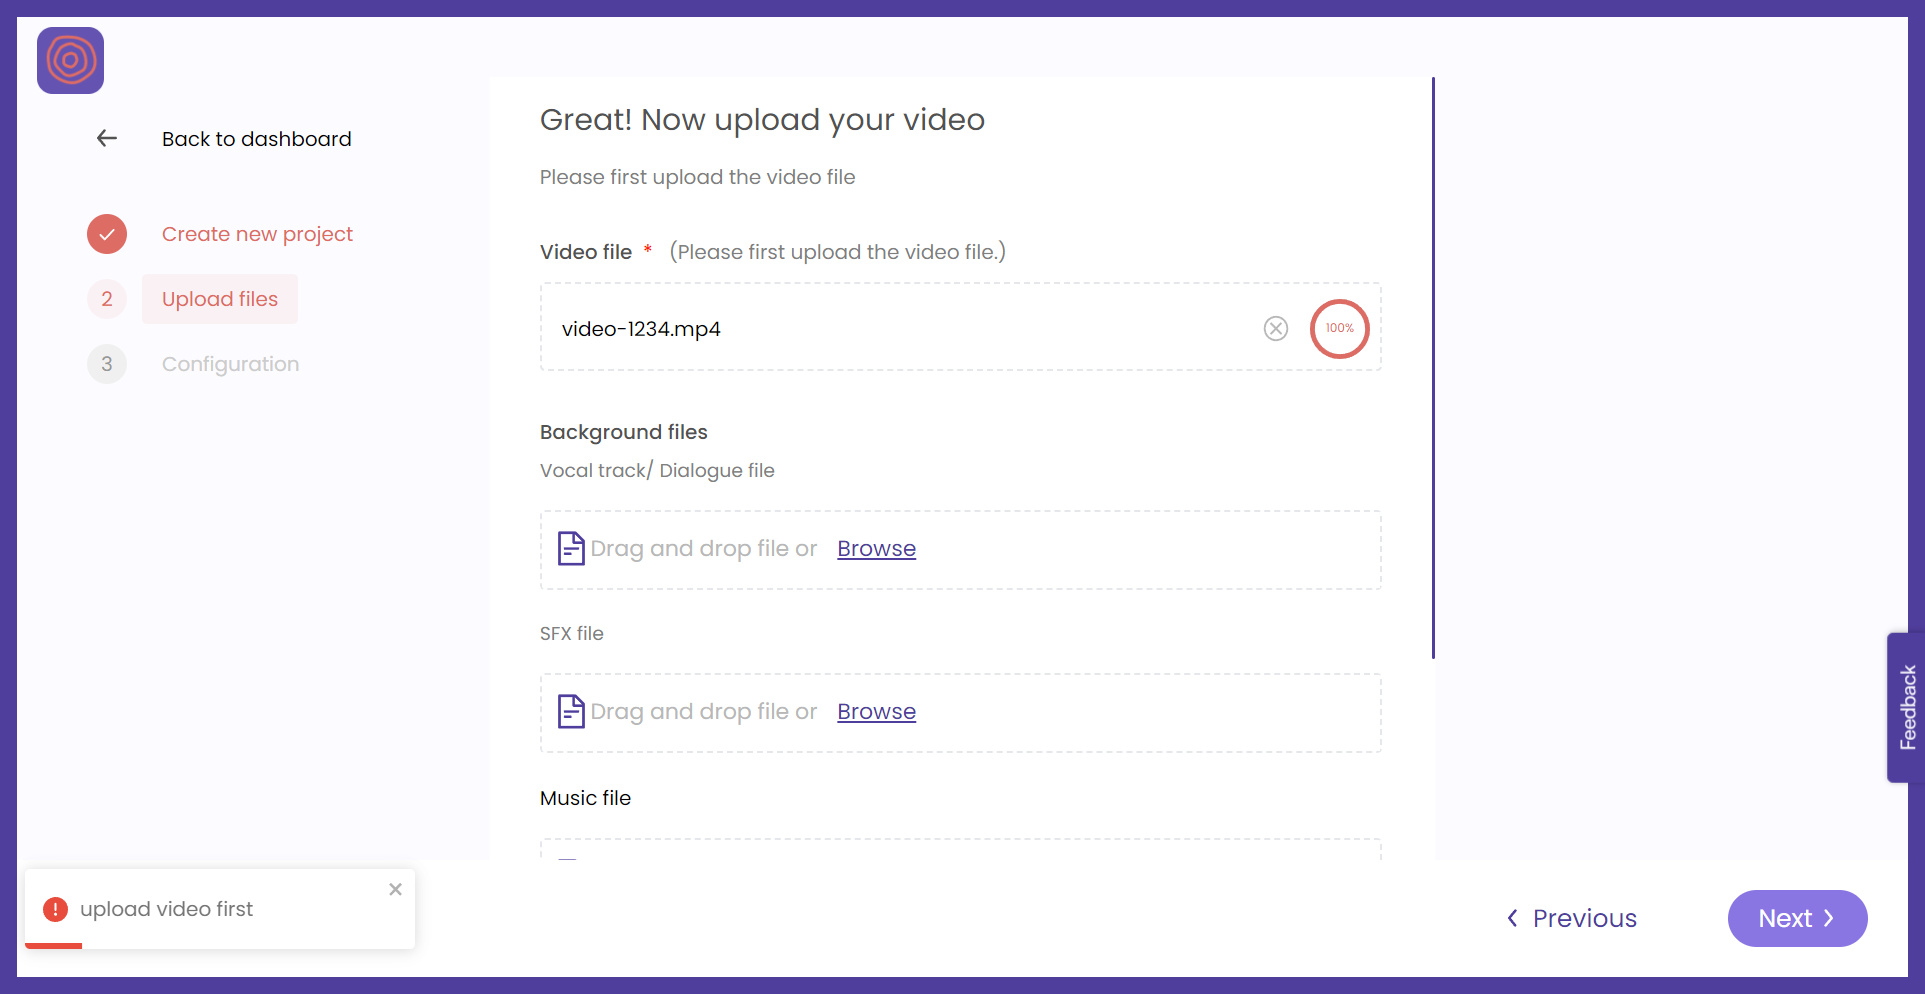 Back to dashboard
Create new project
2 Upload files
3 Configuration
Great! Now upload your video
Please first upload the video file
Video file * (Please first upload the video file.)
video-1234.mp4 100%
Background files
Vocal track/ Dialogue file
Drag and drop file or Browse
SFX file
Drag and drop file or Browse
Music file
Feedback
upload video first
Previous
Next